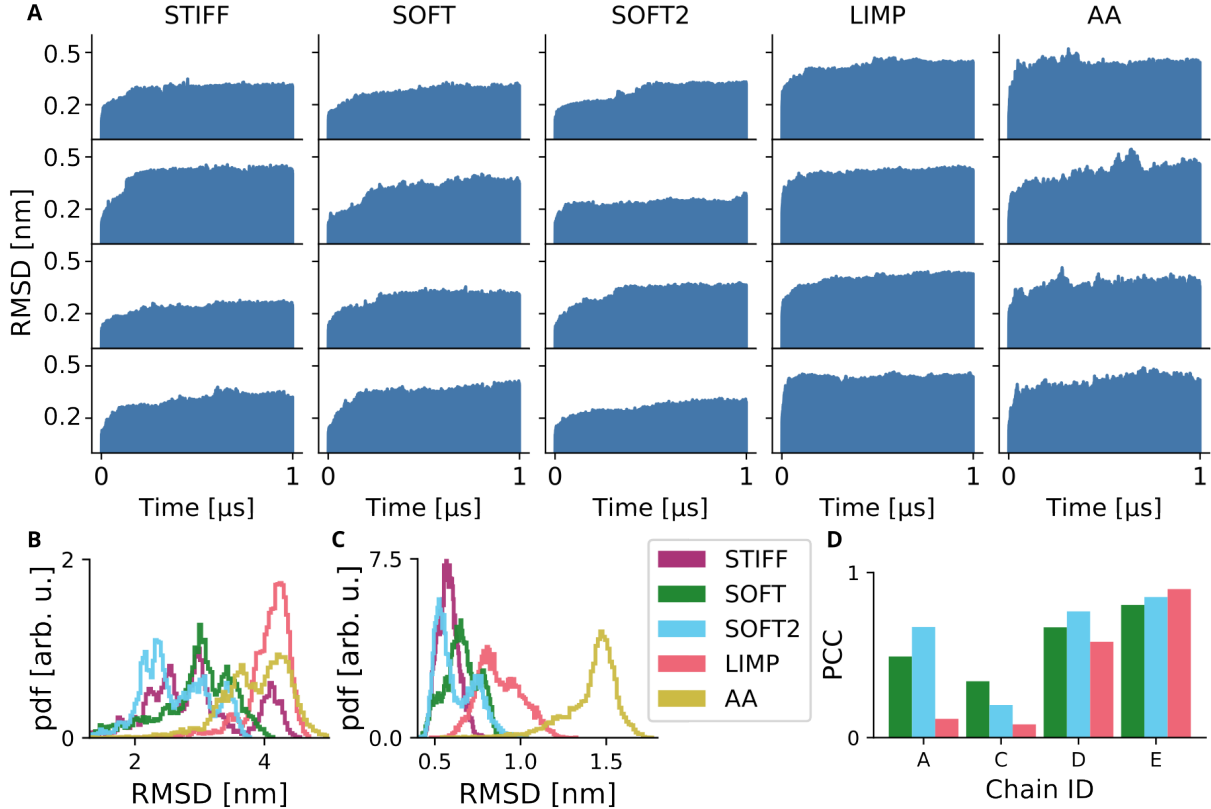 A STIFF SOFT SOFT2 LIMP AA
0.5
0.2
0.5
0.2
0.5
0.2
0.5
0.2
RMSD [nm]
0 1 0 1 0 1 0 1 0 1
Time [µs] Time [µs] Time [µs] Time [µs] Time [µs]
B
2
0
pdf [arb. u.]
2 4
RMSD [nm]
C
7.5
0.0
pdf [arb. u.]
0.5 1.0 1.5
RMSD [nm]
STIFF
SOFT
SOFT2
LIMP
AA
D
1
0
PCC
A C D E
Chain ID